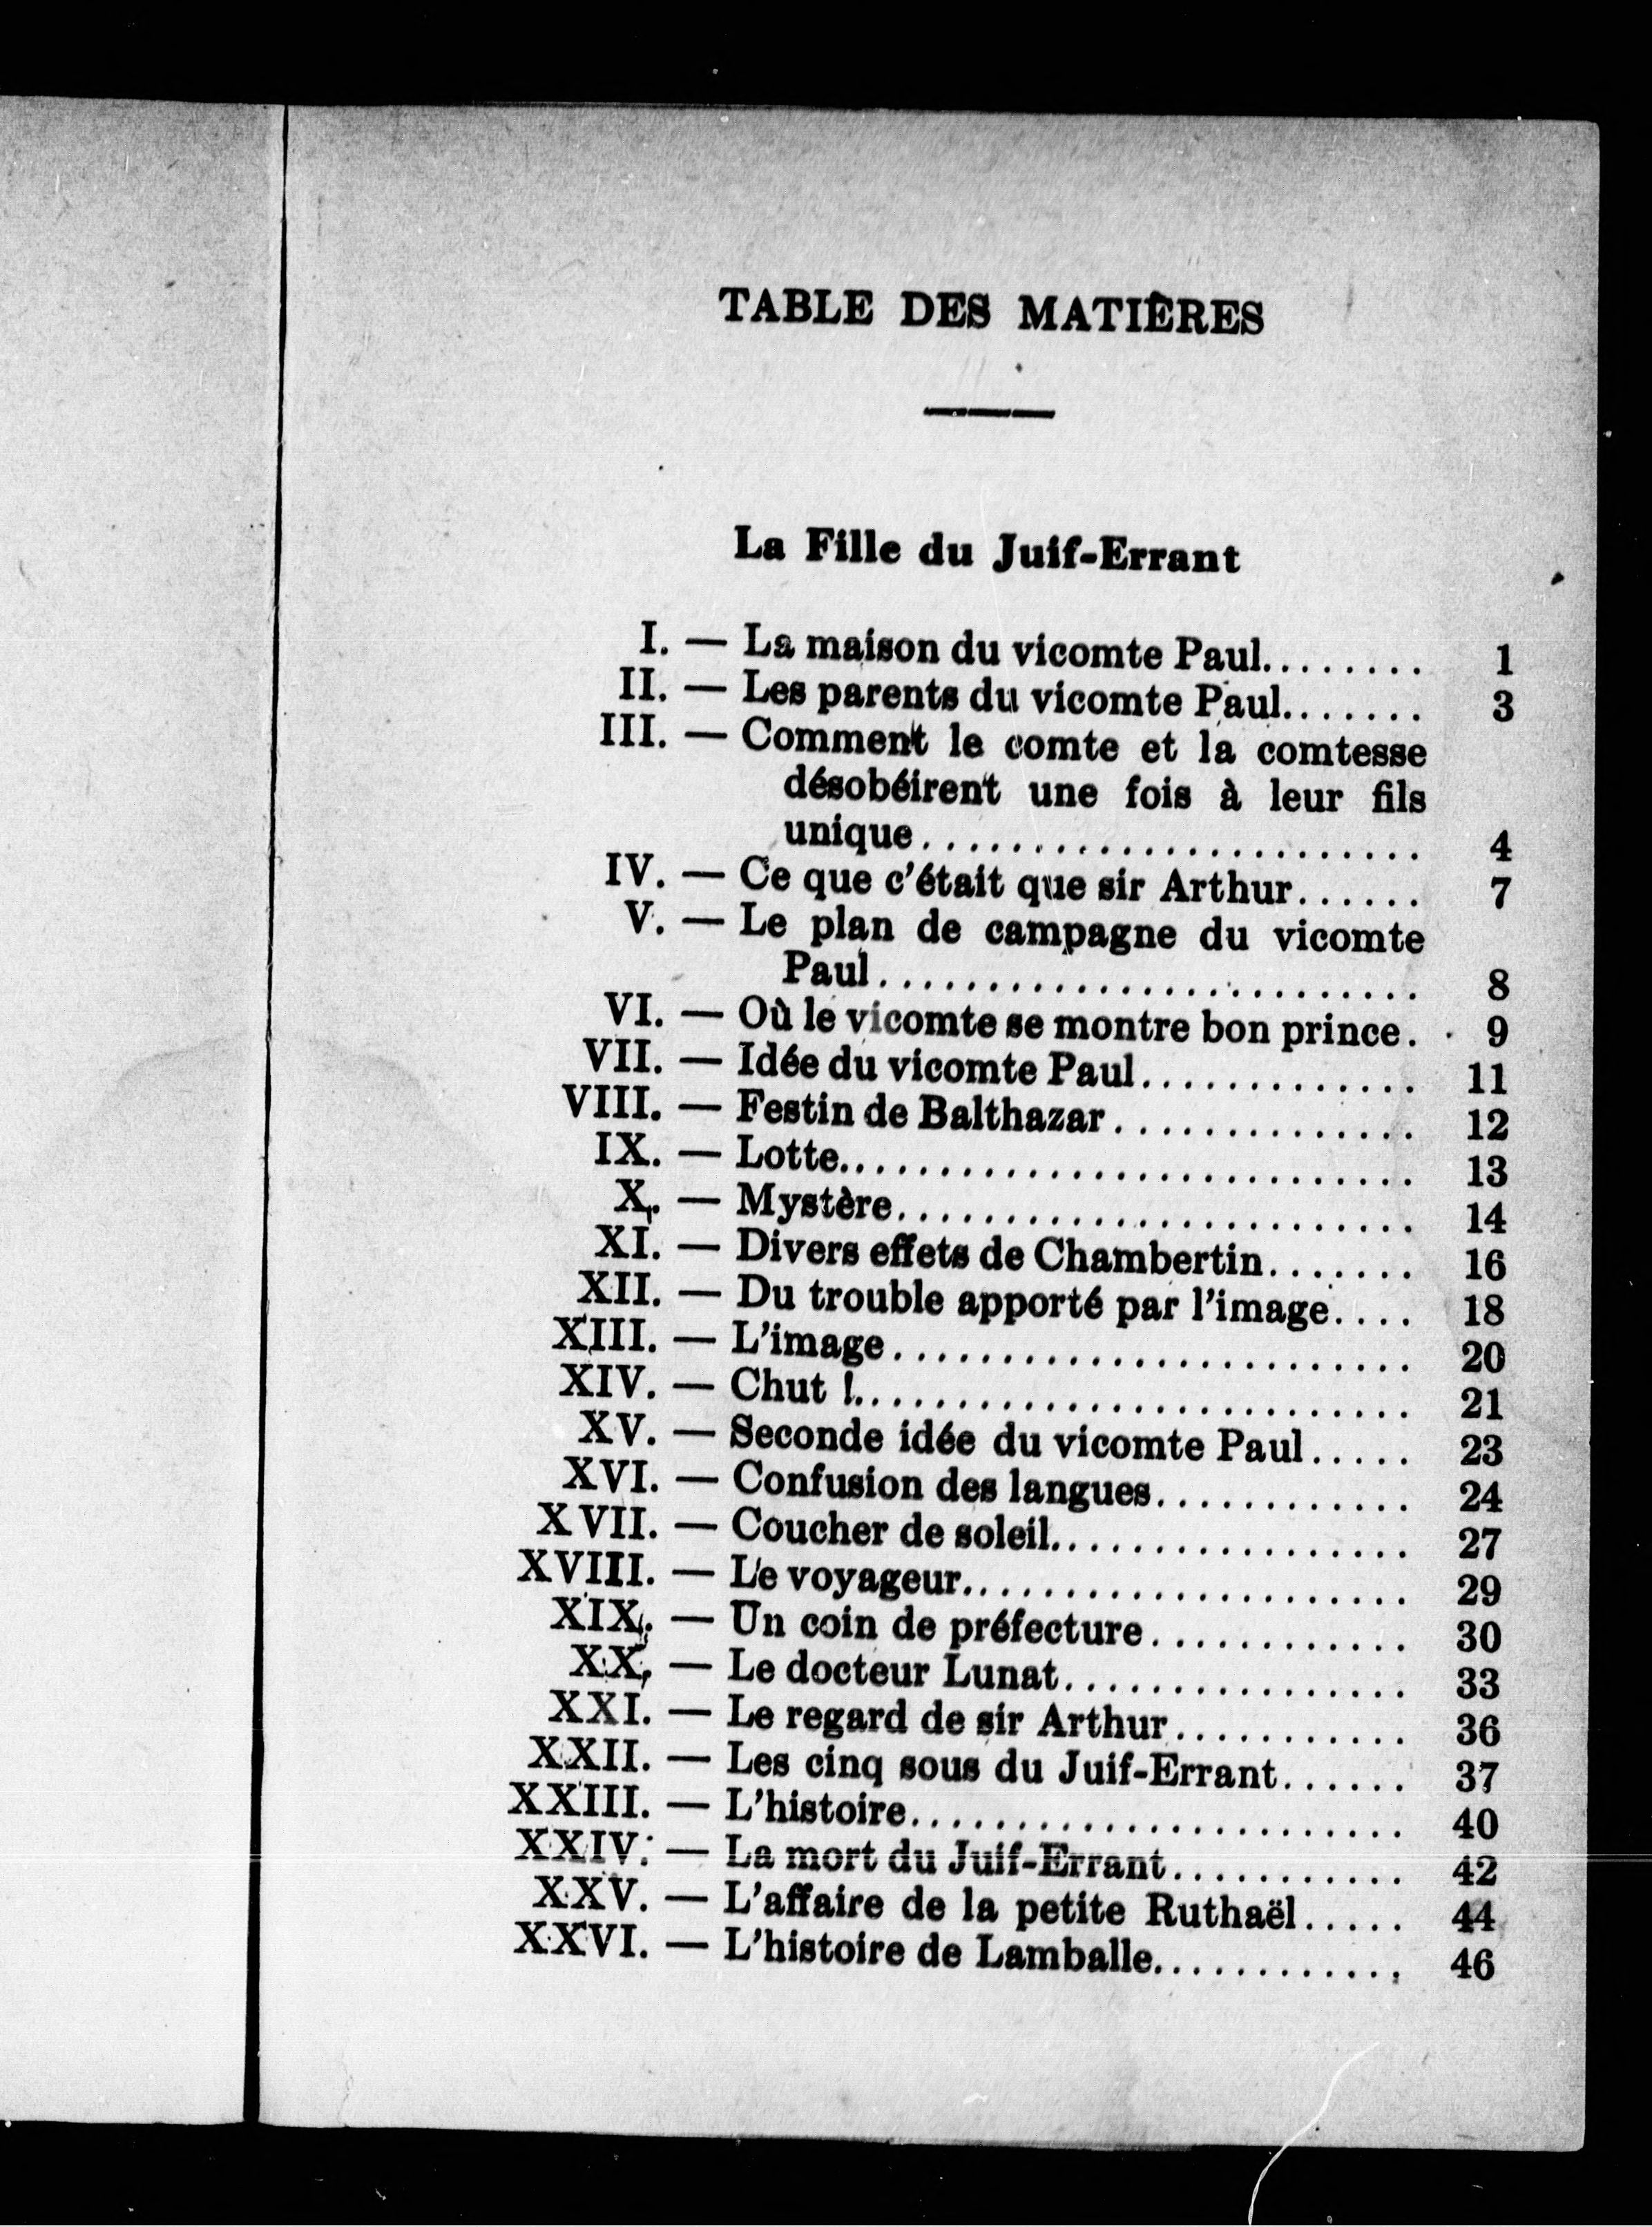 TABLE DES MATIÈRES
La Fille du Juif-Errant
I. — La maison du vicomte Paul........ 1
II. — Les parents du vicomte Paul....... 3
III. — Comment le comte et la comtesse
désobéirent une fois à leur fils
unique....................... 4
IV. — Ce que c'était que sir Arthur...... 7
V. — Le plan de campagne du vicomte
Paul......................... 8
VI. — Où le vicomte se montre bon prince. . 9
VII. — Idée du vicomte Paul............. 11
VIII. — Festin de Balthazar.............. 12
IX. — Lotte........................... 13
X. — Mystère........................ 14
XI. — Divers effets de Chambertin....... 16
XII. — Du trouble apporté par l'image.... 18
XIII. — L'image........................ 20
XIV. — Chut !.......................... 21
XV. — Seconde idée du vicomte Paul..... 23
XVI. — Confusion des langues............ 24
XVII. — Coucher de soleil................. 27
XVIII. — Le voyageur..................... 29
XIX. — Un coin de préfecture............ 30
XX. — Le docteur Lunat................ 33
XXI. — Le regard de sir Arthur........... 36
XXII. — Les cinq sous du Juif-Errant...... 37
XXIII. — L'histoire....................... 40
XXIV. — La mort du Juif-Errant........... 42
XXV. — L'affaire de la petite Ruthaël..... 44
XXVI. — L'histoire de Lamballe............ 46